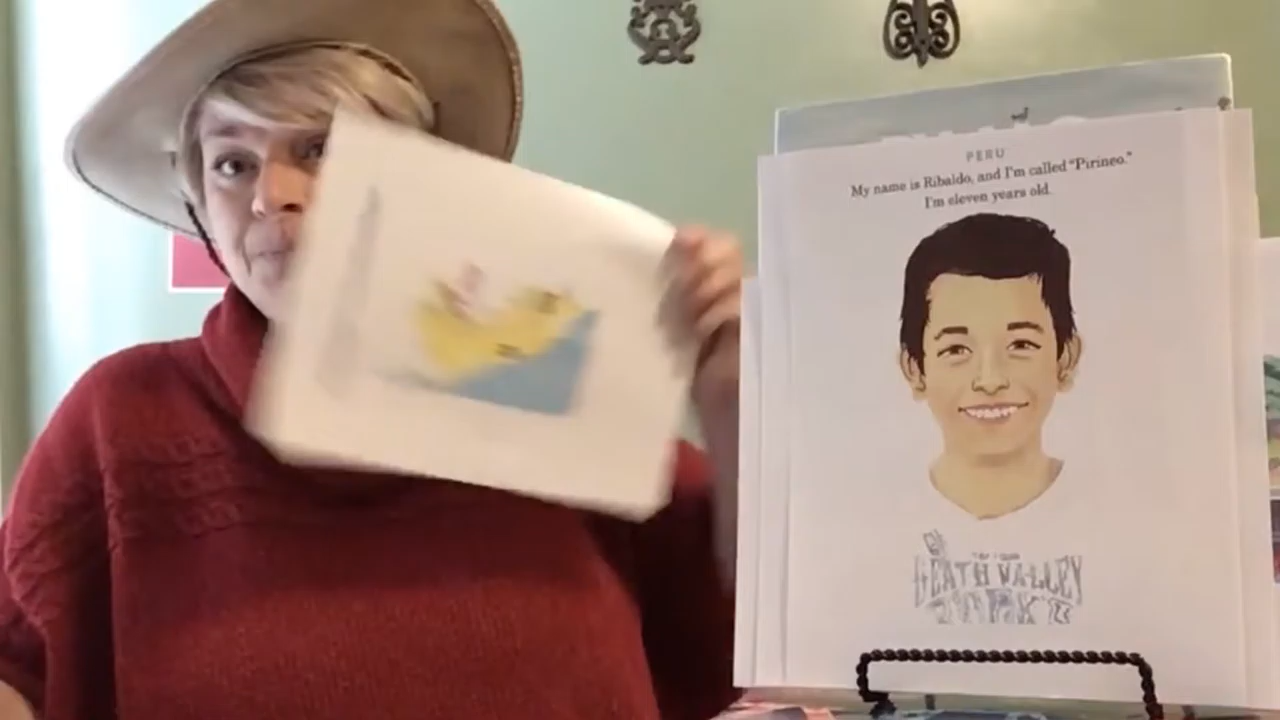 PERU
My name is Ribaldo, and I'm called "Pirineo."
I'm eleven years old.
DEATH VALLEY